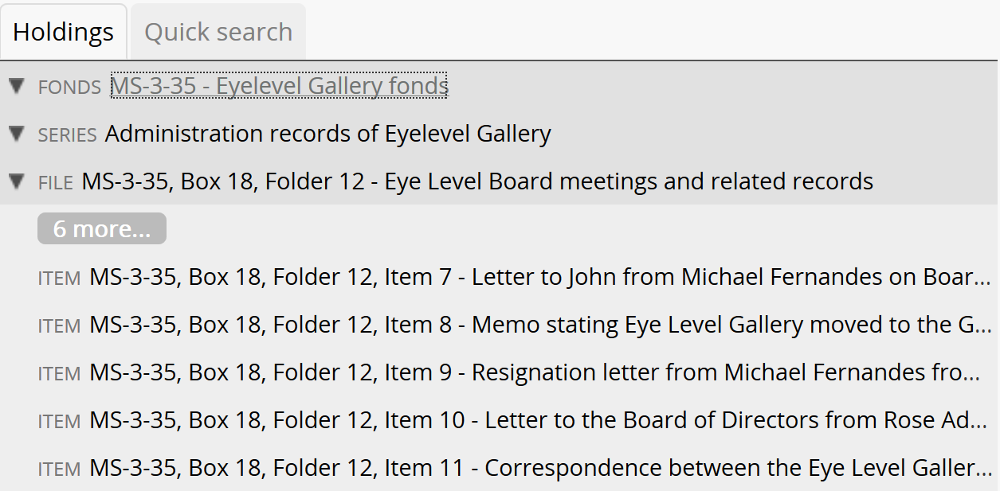 Holdings Quick search
FONDS MS-3-35 - Eyelevel Gallery fonds
SERIES Administration records of Eyelevel Gallery
FILE MS-3-35, Box 18, Folder 12 - Eye Level Board meetings and related records
6 more...
ITEM MS-3-35, Box 18, Folder 12, Item 7 - Letter to John from Michael Fernandes on Boar...
ITEM MS-3-35, Box 18, Folder 12, Item 8 - Memo stating Eye Level Gallery moved to the G...
ITEM MS-3-35, Box 18, Folder 12, Item 9 - Resignation letter from Michael Fernandes fro...
ITEM MS-3-35, Box 18, Folder 12, Item 10 - Letter to the Board of Directors from Rose Ad...
ITEM MS-3-35, Box 18, Folder 12, Item 11 - Correspondence between the Eye Level Galler...